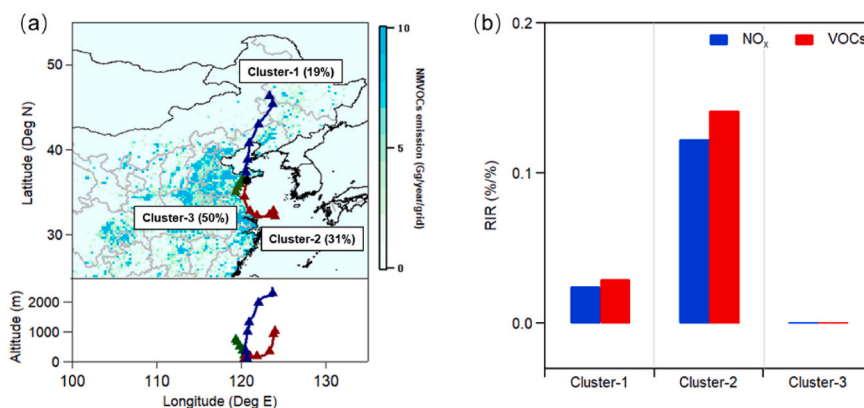 (a)
Cluster-1 (19%)
Cluster-3 (50%)
Cluster-2 (31%)
Latitude (Deg N)
50
40
30
10
5
0
NMVOCs emission (Gg/year/grid)
Altitude (m)
2000
1000
0
100
110
120
130
Longitude (Deg E)
(b)
NOx
VOCs
RIR (%/%)
0.2
0.1
0.0
Cluster-1
Cluster-2
Cluster-3